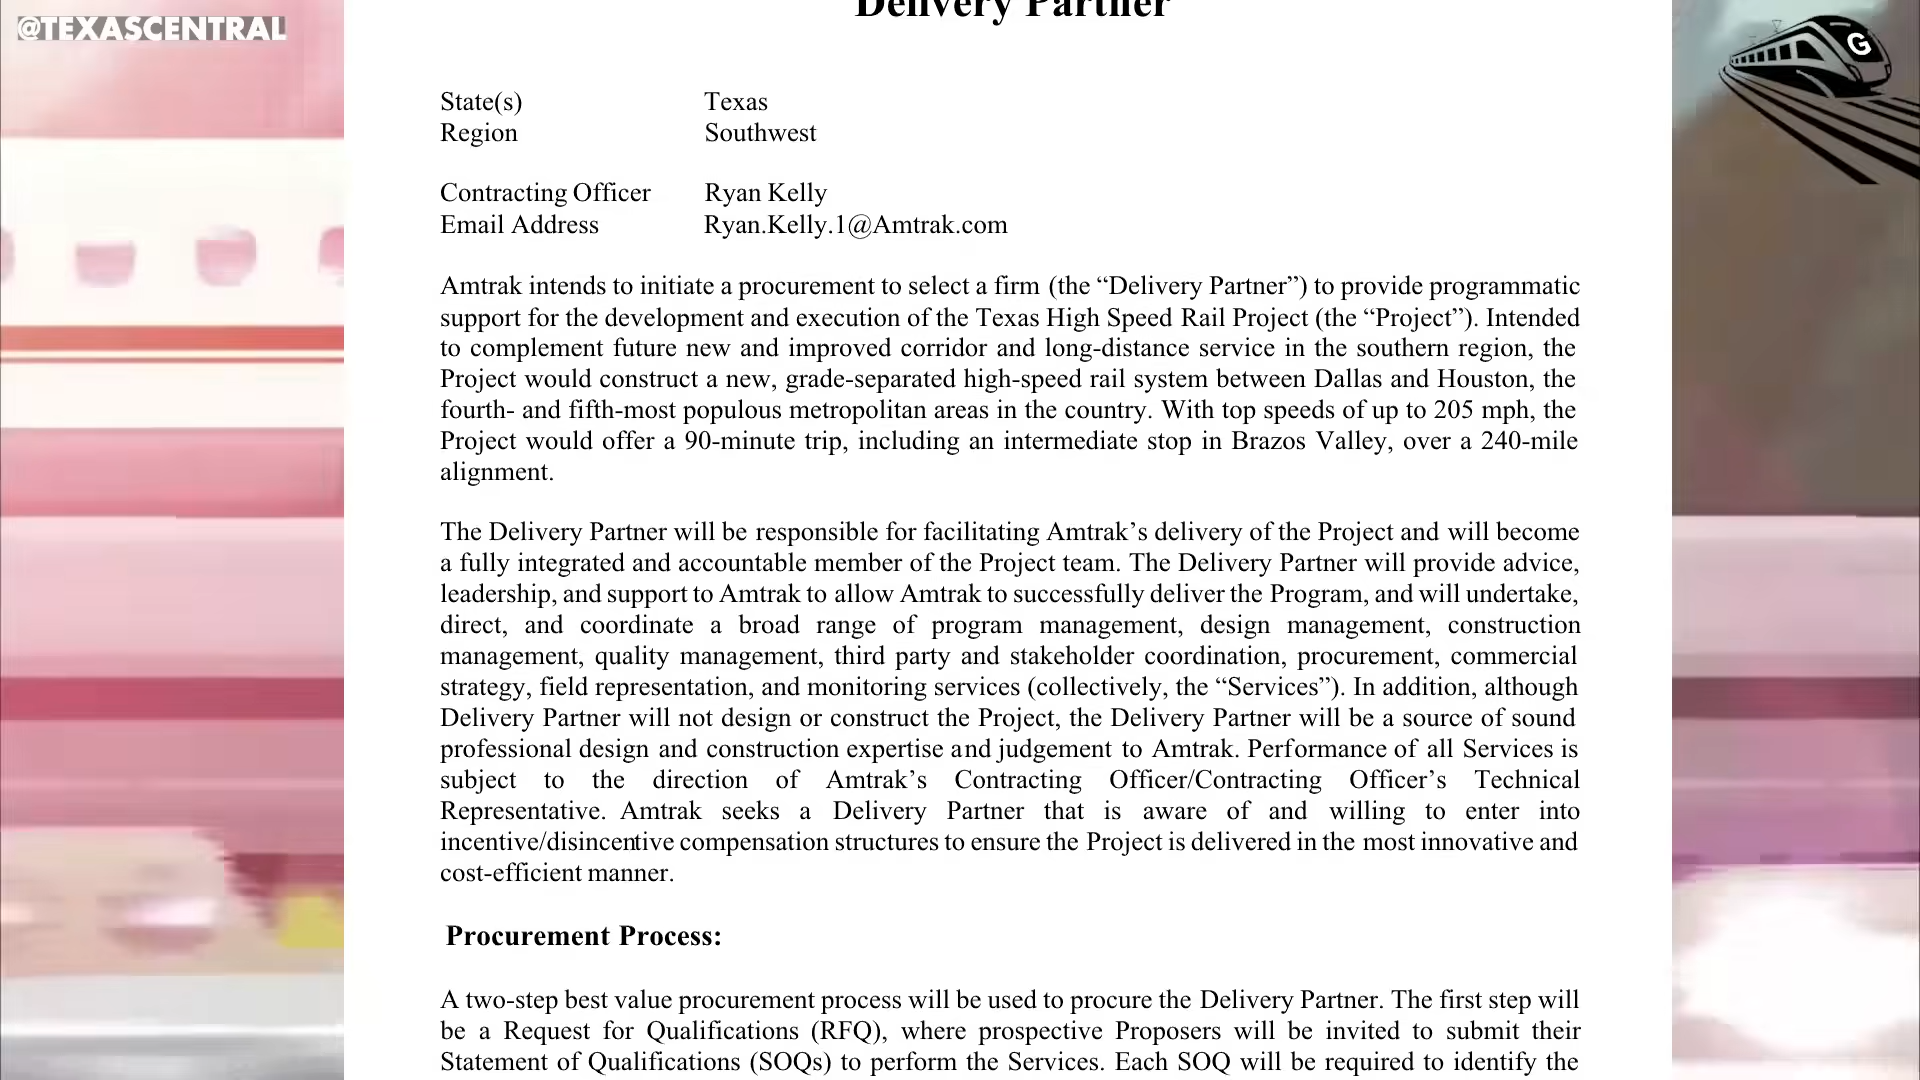 @TEXASCENTRAL
G
Delivery Partner
State(s) Texas
Region Southwest
Contracting Officer Ryan Kelly
Email Address Ryan.Kelly.1@Amtrak.com
Amtrak intends to initiate a procurement to select a firm (the “Delivery Partner”) to provide programmatic
support for the development and execution of the Texas High Speed Rail Project (the “Project”). Intended
to complement future new and improved corridor and long-distance service in the southern region, the
Project would construct a new, grade-separated high-speed rail system between Dallas and Houston, the
fourth- and fifth-most populous metropolitan areas in the country. With top speeds of up to 205 mph, the
Project would offer a 90-minute trip, including an intermediate stop in Brazos Valley, over a 240-mile
alignment.
The Delivery Partner will be responsible for facilitating Amtrak’s delivery of the Project and will become
a fully integrated and accountable member of the Project team. The Delivery Partner will provide advice,
leadership, and support to Amtrak to allow Amtrak to successfully deliver the Program, and will undertake,
direct, and coordinate a broad range of program management, design management, construction
management, quality management, third party and stakeholder coordination, procurement, commercial
strategy, field representation, and monitoring services (collectively, the “Services”). In addition, although
Delivery Partner will not design or construct the Project, the Delivery Partner will be a source of sound
professional design and construction expertise and judgement to Amtrak. Performance of all Services is
subject to the direction of Amtrak’s Contracting Officer/Contracting Officer’s Technical
Representative. Amtrak seeks a Delivery Partner that is aware of and willing to enter into
incentive/disincentive compensation structures to ensure the Project is delivered in the most innovative and
cost-efficient manner.
Procurement Process:
A two-step best value procurement process will be used to procure the Delivery Partner. The first step will
be a Request for Qualifications (RFQ), where prospective Proposers will be invited to submit their
Statement of Qualifications (SOQs) to perform the Services. Each SOQ will be required to identify the